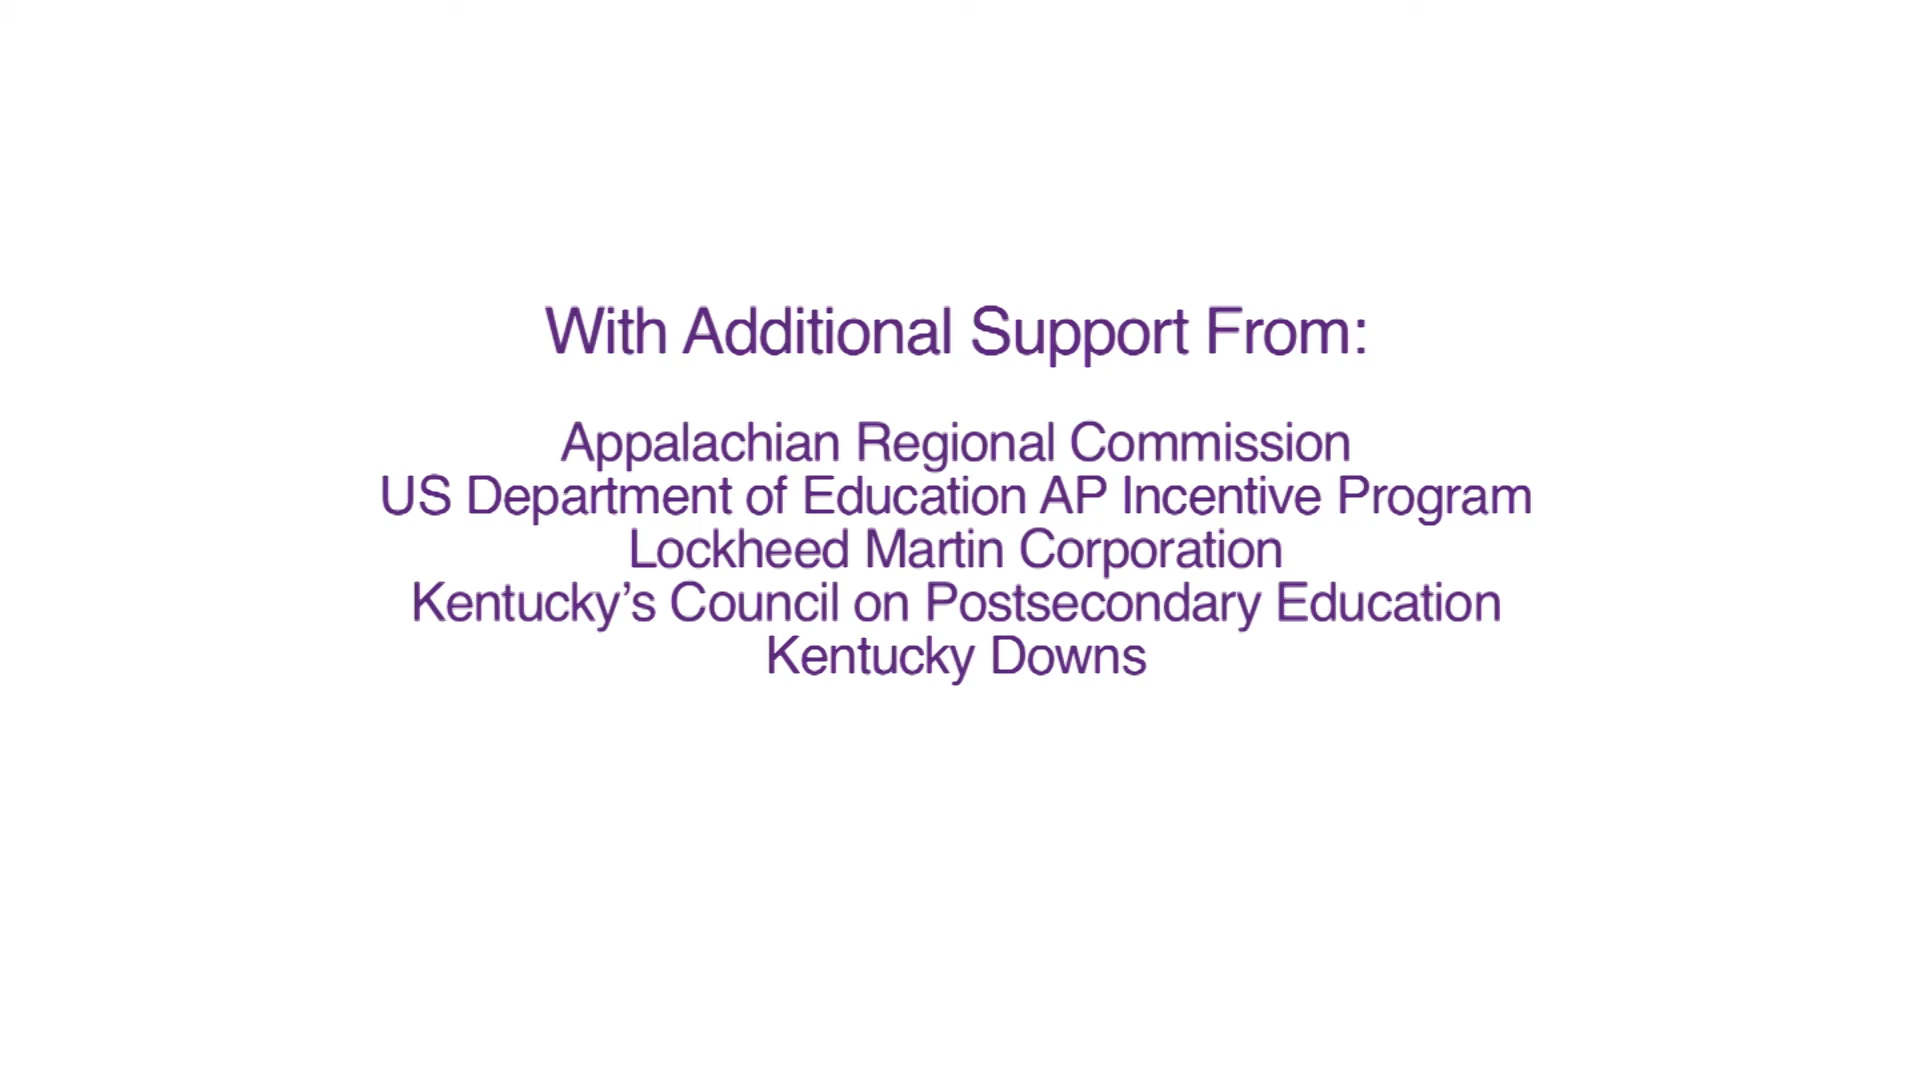 With Additional Support From:
Appalachian Regional Commission
US Department of Education AP Incentive Program
Lockheed Martin Corporation
Kentucky’s Council on Postsecondary Education
Kentucky Downs